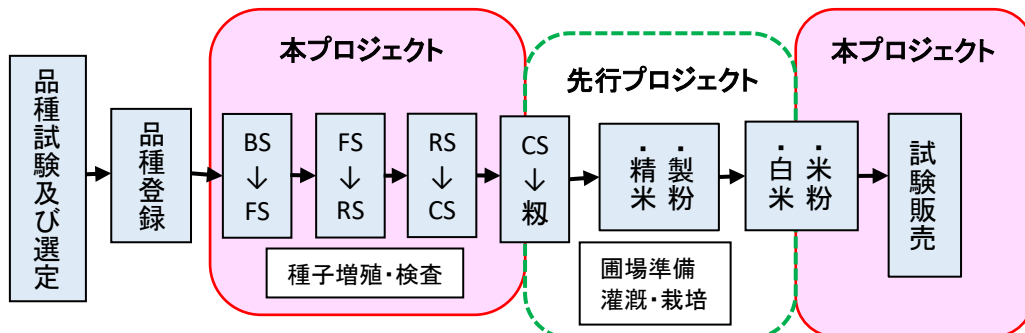 本プロジェクト
先行プロジェクト
本プロジェクト
品種試験及び選定
品種登録
BS
↓
FS
FS
↓
RS
RS
↓
CS
CS
↓
籾
・製粉
・精米
・米粉
・白米
試験販売
種子増殖・検査
圃場準備
灌漑・栽培